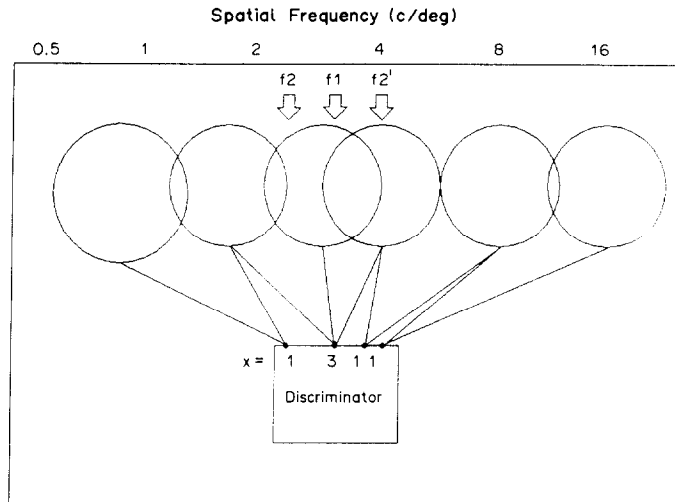 Spatial Frequency (c/deg)
0.5 1 2 4 8 16
f2 f1 f2'
x = 1 3 1 1
Discriminator